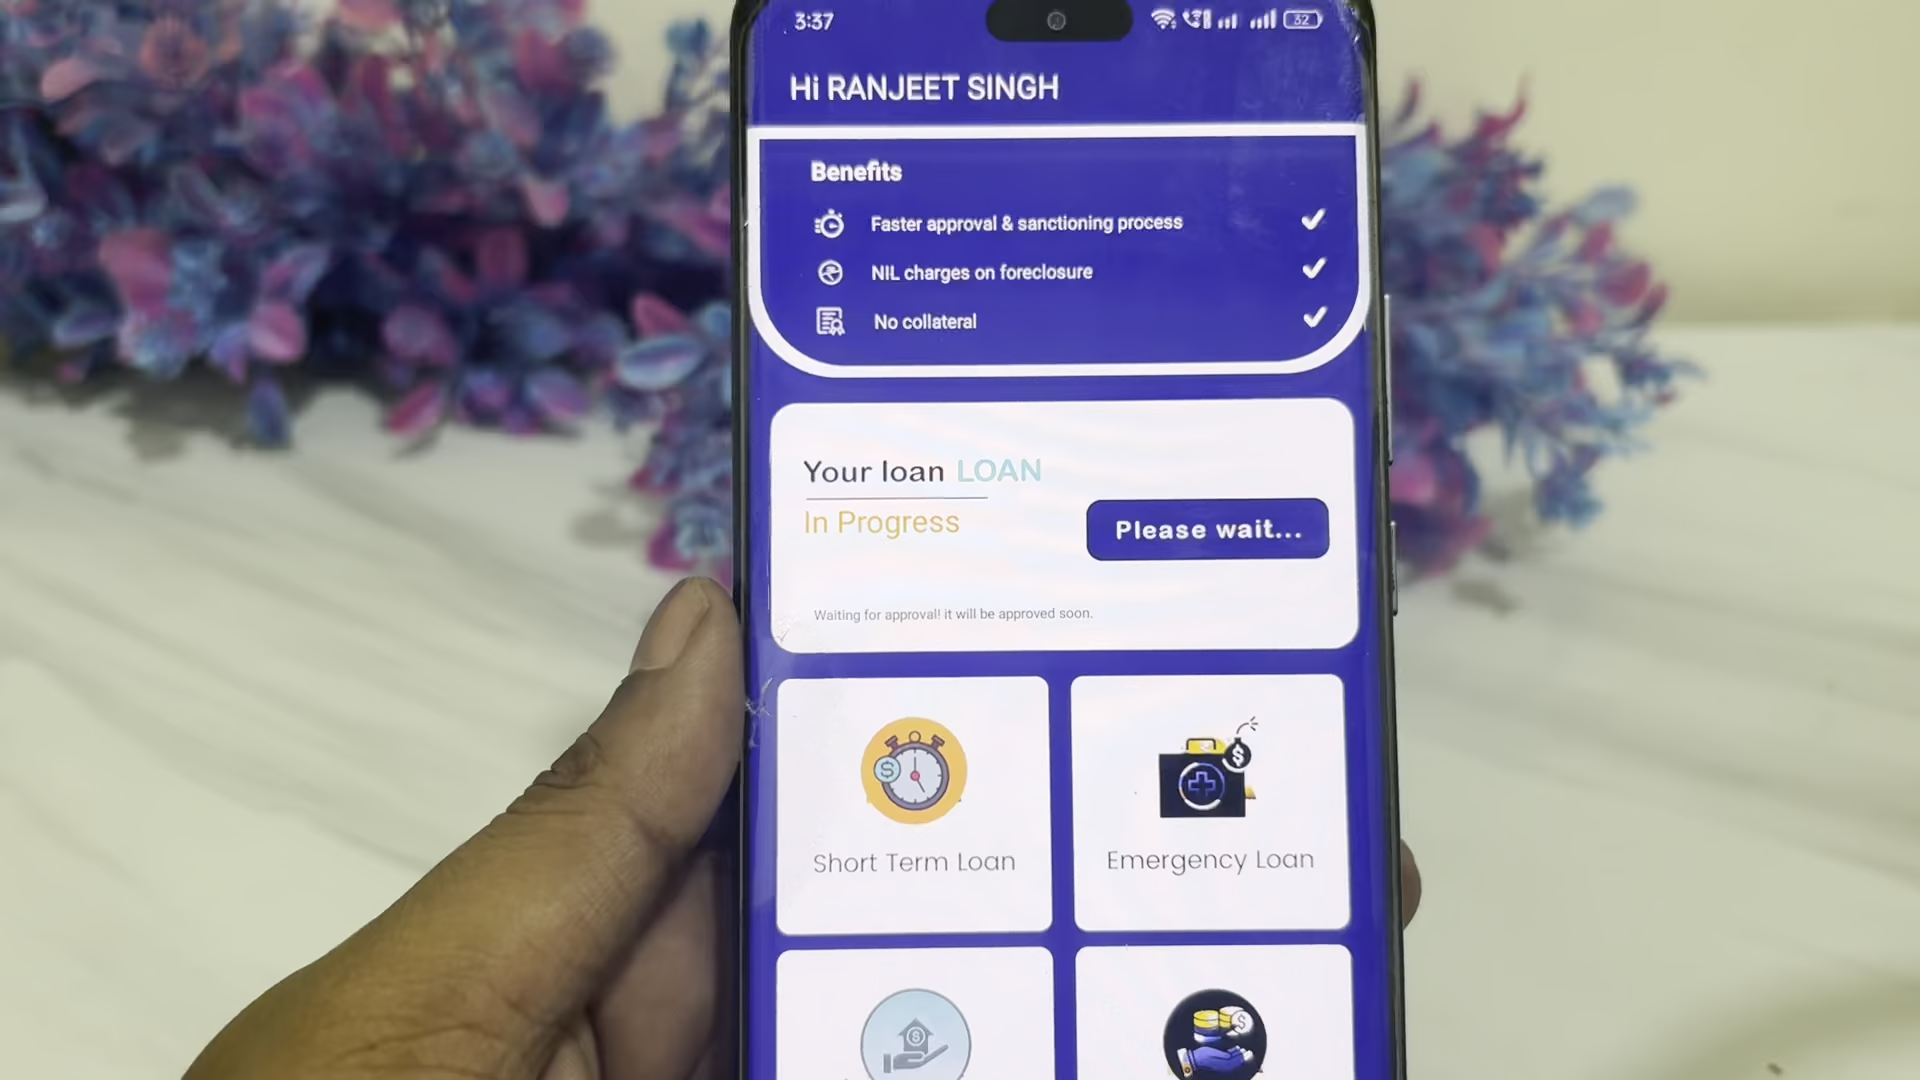 3:37
32
Hi RANJEET SINGH
Benefits
Faster approval & sanctioning process
NIL charges on foreclosure
No collateral
Your loan LOAN
In Progress
Please wait...
Waiting for approval! it will be approved soon.
Short Term Loan
Emergency Loan